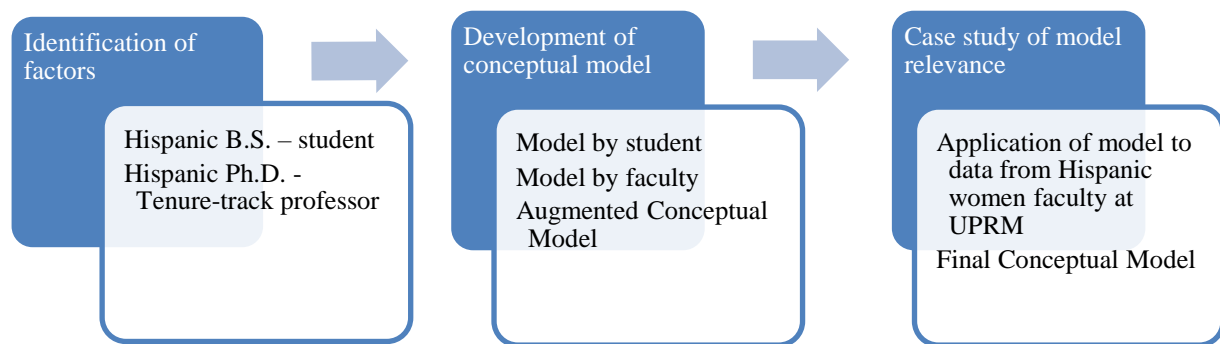 Identification of
factors
Hispanic B.S. – student
Hispanic Ph.D. -
Tenure-track professor
Development of
conceptual model
Model by student
Model by faculty
Augmented Conceptual
Model
Case study of model
relevance
Application of model to
data from Hispanic
women faculty at
UPRM
Final Conceptual Model